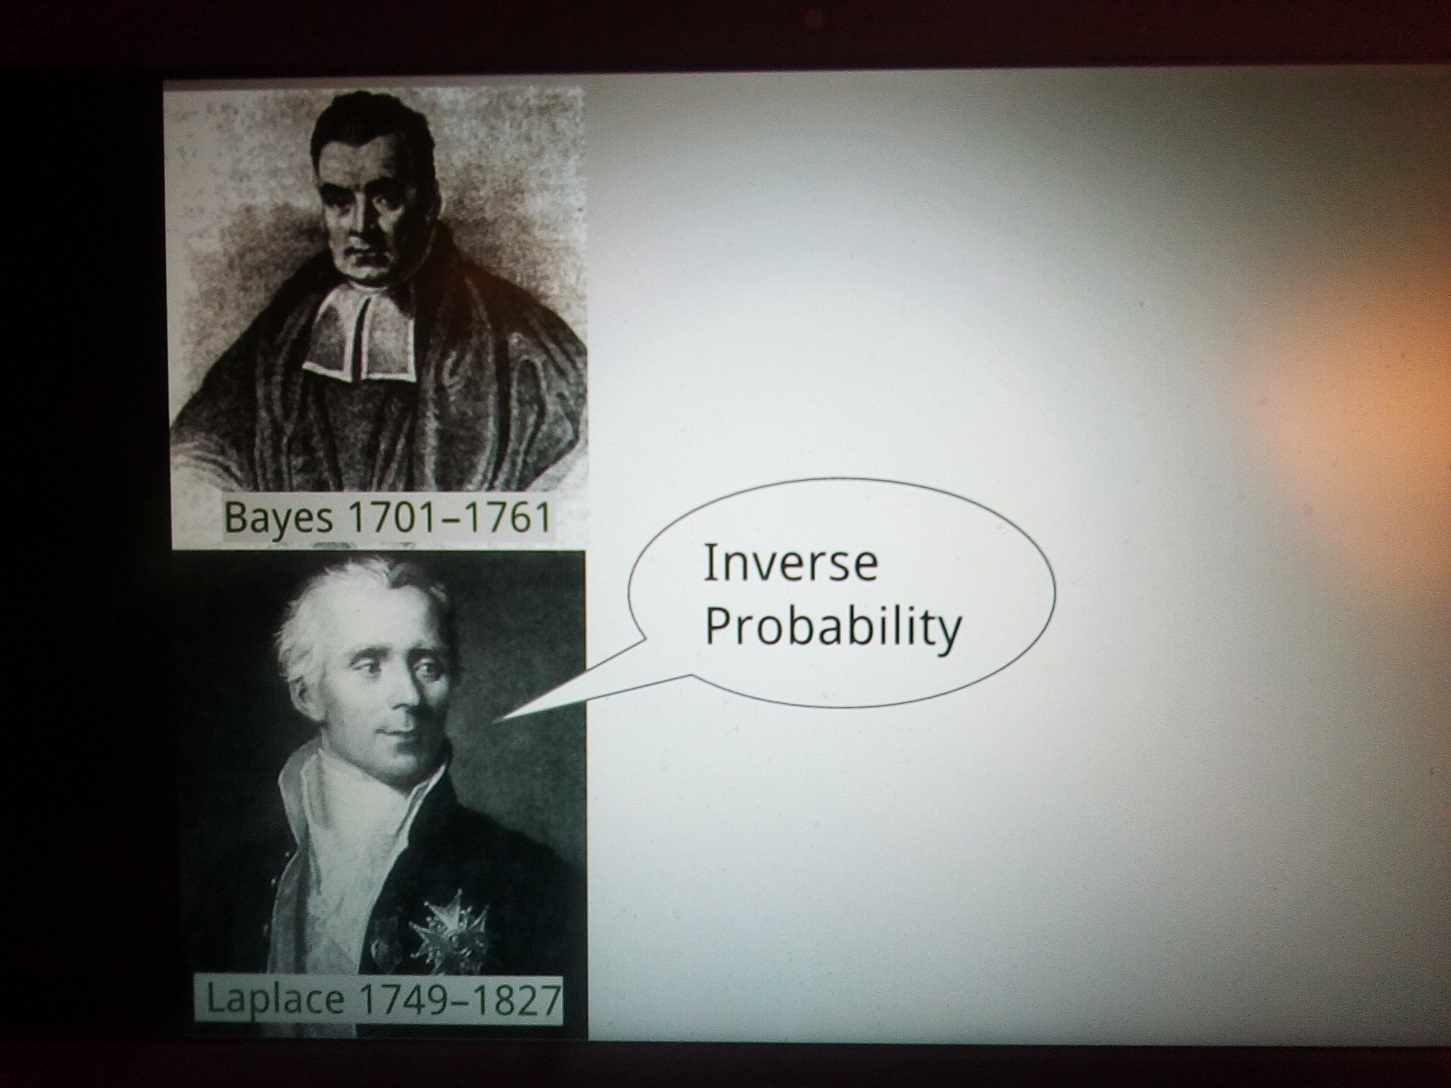 Bayes 1701–1761
Inverse
Probability
Laplace 1749–1827